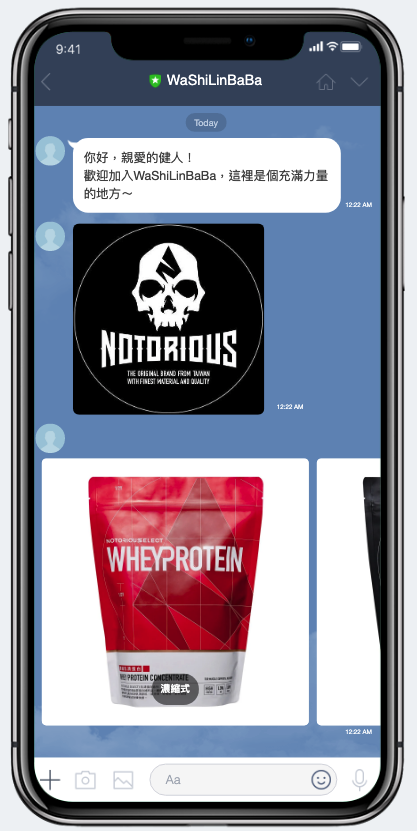 9:41
WaShiLinBaBa
Today
你好，親愛的健人！
歡迎加入WaShiLinBaBa，這裡是個充滿力量
的地方～
12:22 AM
NOTORIOUS
THE ORIGINAL BRAND FROM TAIWAN
WITH FINEST MATERIAL AND QUALITY
12:22 AM
NOTORIOUSSELECT
WHEYPROTEIN
WHEY PROTEIN CONCENTRATE
濃縮式
12:22 AM
Aa